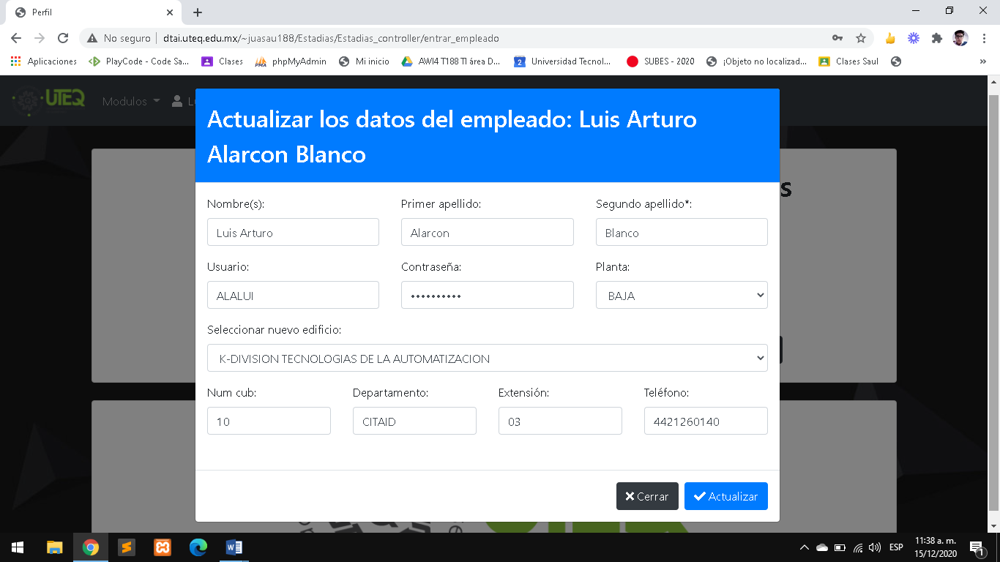 Perfil
No seguro
dtai.uteq.edu.mx/~juasau188/Estadias/Estadias_controller/entrar_empleado
Aplicaciones
PlayCode - Code Sa...
Clases
phpMyAdmin
Mi inicio
AWI4 T188 TI área D...
Universidad Tecnol...
SUBES - 2020
¡Objeto no localizad...
Clases Saul
UTEQ
Modulos
Actualizar los datos del empleado: Luis Arturo
Alarcon Blanco
Nombre(s):
Primer apellido:
Segundo apellido*:
Luis Arturo
Alarcon
Blanco
Usuario:
Contraseña:
Planta:
ALALUI
••••••••••
BAJA
Seleccionar nuevo edificio:
K-DIVISION TECNOLOGIAS DE LA AUTOMATIZACION
Num cub:
Departamento:
Extensión:
Teléfono:
10
CITAID
03
4421260140
Cerrar
Actualizar
ESP
11:38 a. m.
15/12/2020
1